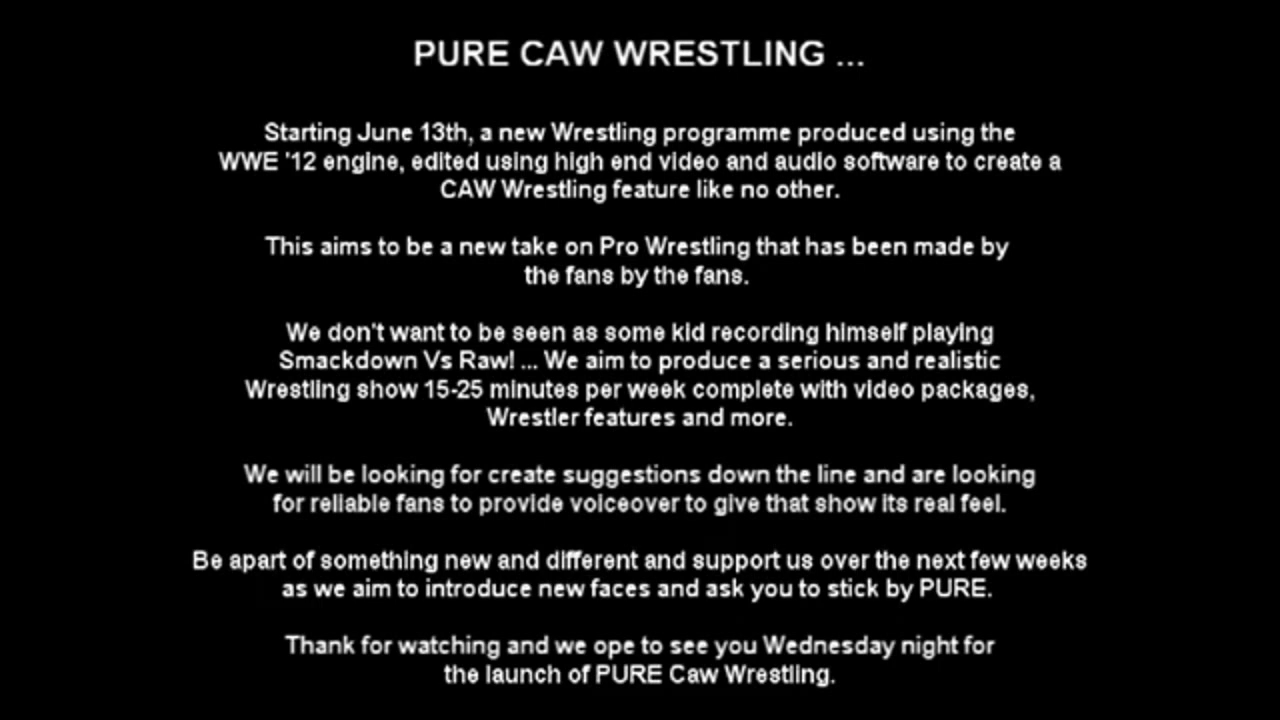 PURE CAW WRESTLING ...
Starting June 13th, a new Wrestling programme produced using the
WWE '12 engine, edited using high end video and audio software to create a
CAW Wrestling feature like no other.
This aims to be a new take on Pro Wrestling that has been made by
the fans by the fans.
We don't want to be seen as some kid recording himself playing
Smackdown Vs Raw! ... We aim to produce a serious and realistic
Wrestling show 15-25 minutes per week complete with video packages,
Wrestler features and more.
We will be looking for create suggestions down the line and are looking
for reliable fans to provide voiceover to give that show its real feel.
Be apart of something new and different and support us over the next few weeks
as we aim to introduce new faces and ask you to stick by PURE.
Thank for watching and we ope to see you Wednesday night for
the launch of PURE Caw Wrestling.